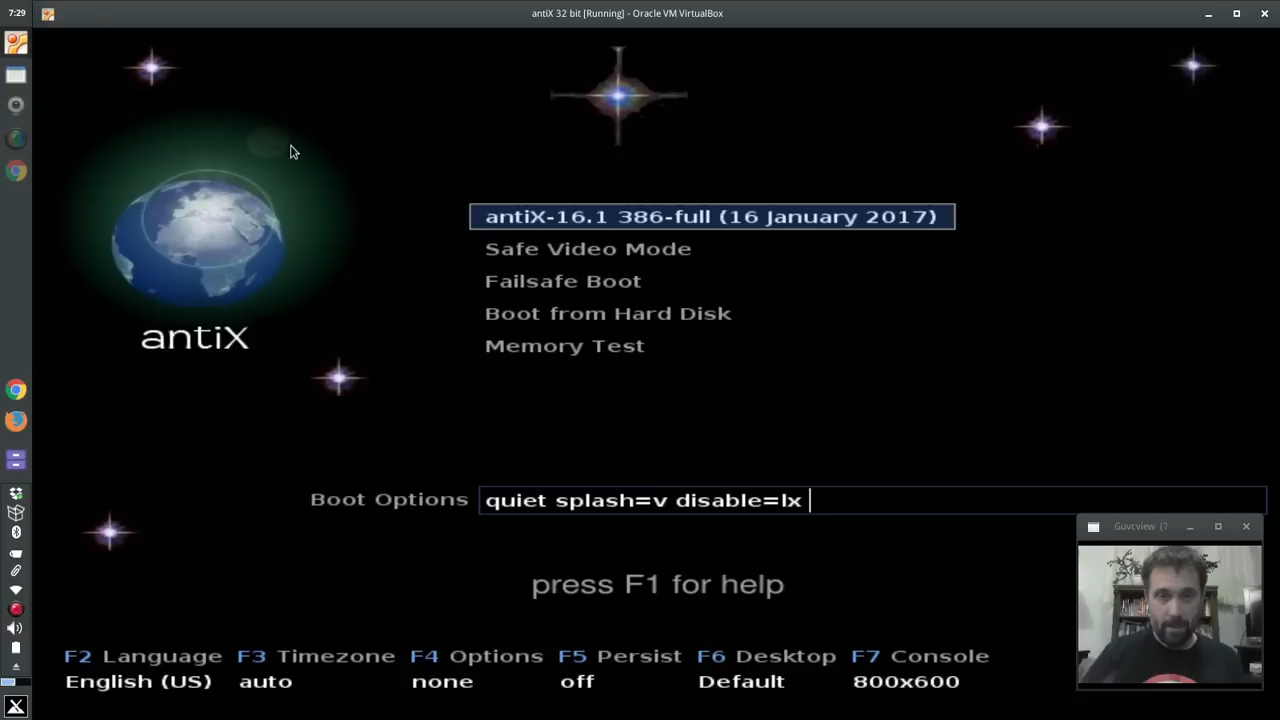 7:29
antiX 32 bit [Running] - Oracle VM VirtualBox
antiX
antiX-16.1 386-full (16 January 2017)
Safe Video Mode
Failsafe Boot
Boot from Hard Disk
Memory Test
Boot Options quiet splash=v disable=lx
Guvcview (7
press F1 for help
F2 Language F3 Timezone F4 Options F5 Persist F6 Desktop F7 Console
English (US) auto none off Default 800x600